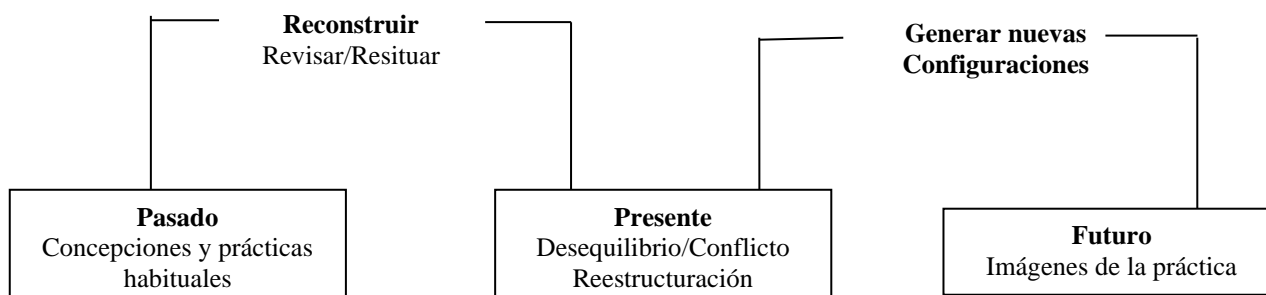 Reconstruir
Revisar/Resituar
Generar nuevas
Configuraciones
Pasado
Concepciones y prácticas
habituales
Presente
Desequilibrio/Conflicto
Reestructuración
Futuro
Imágenes de la práctica